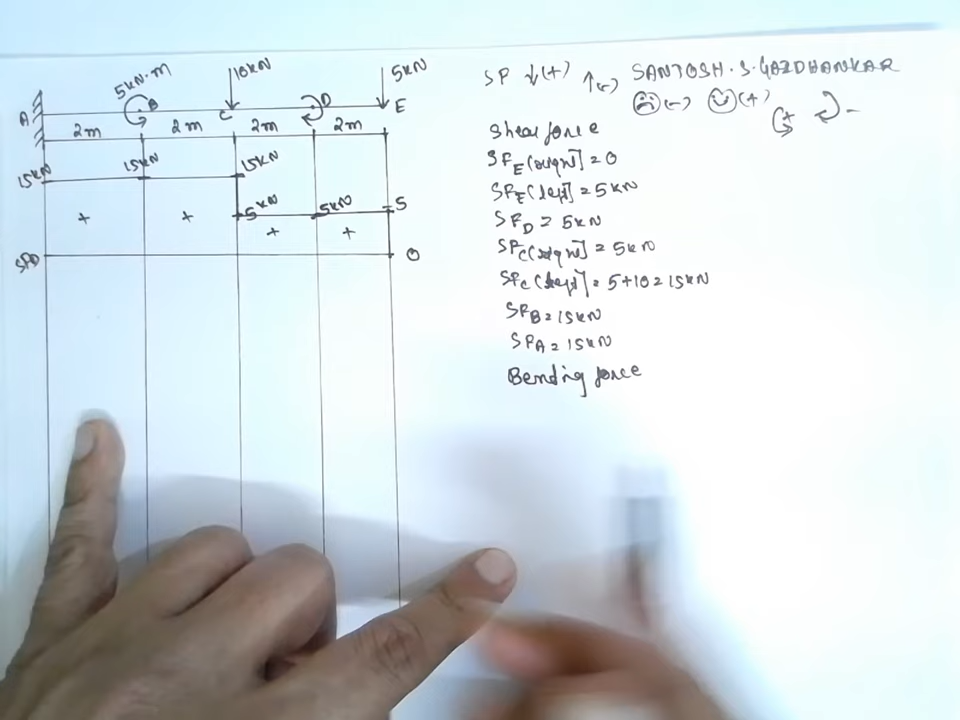 SANTOSH.S.GAIDHANKAR
SF ↓(+) ↑(-)
(-) (+) + -
5kN.m 10kN 5kN
A B C D E
2m 2m 2m 2m
15kN 15kN 15kN
5kN 5kN 5
+ + + +
SFD 0
Shear force
SFE(right) = 0
SFE(left) = 5kN
SFD = 5kN
SFC(right) = 5kN
SFC(left) = 5+10=15kN
SFB = 15kN
SFA = 15kN
Bending force